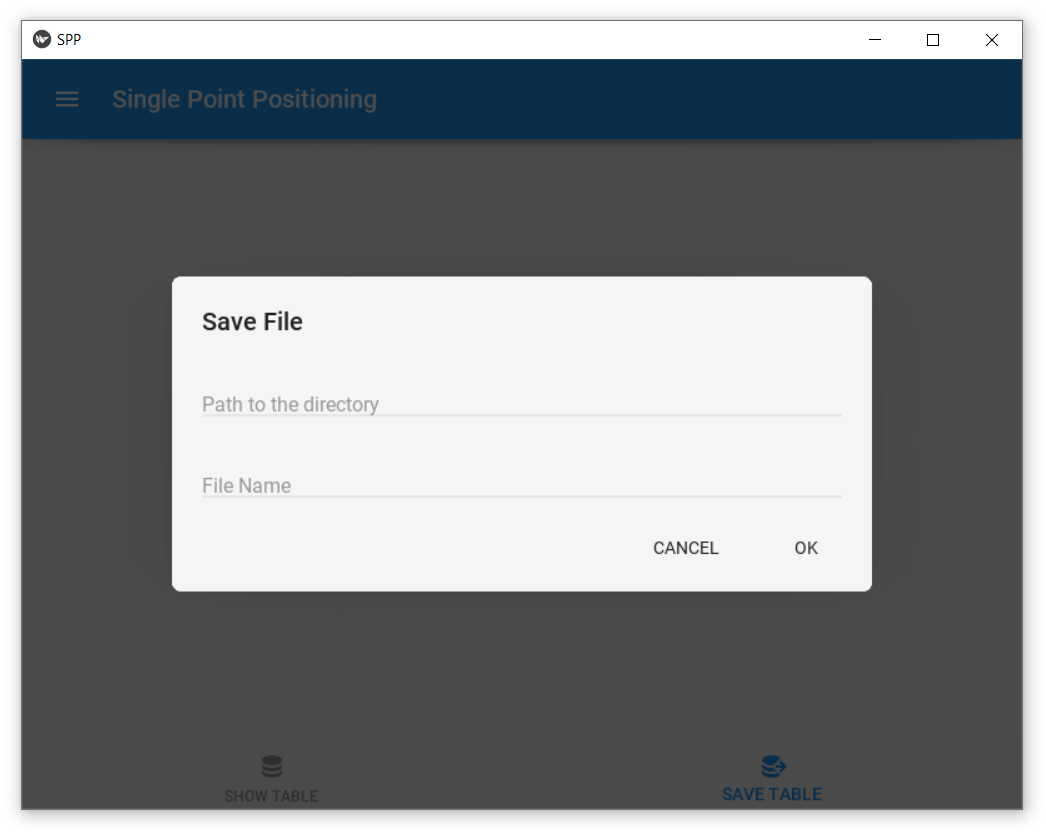 SPP
Single Point Positioning
Save File
Path to the directory
File Name
CANCEL OK
SHOW TABLE SAVE TABLE